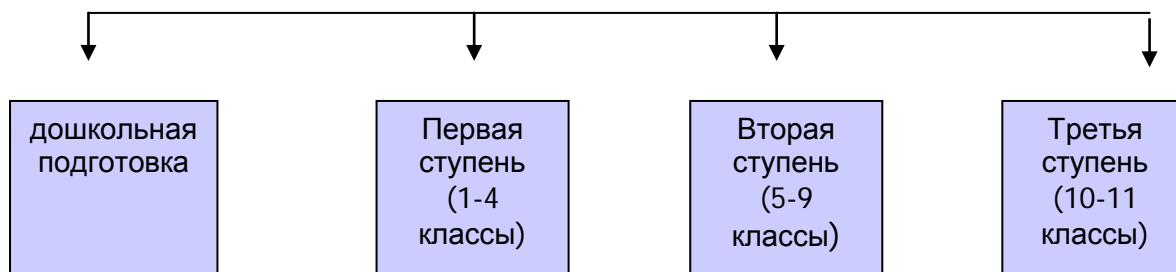 дошкольная
подготовка
Первая
ступень
(1-4
классы)
Вторая
ступень
(5-9
классы)
Третья
ступень
(10-11
классы)